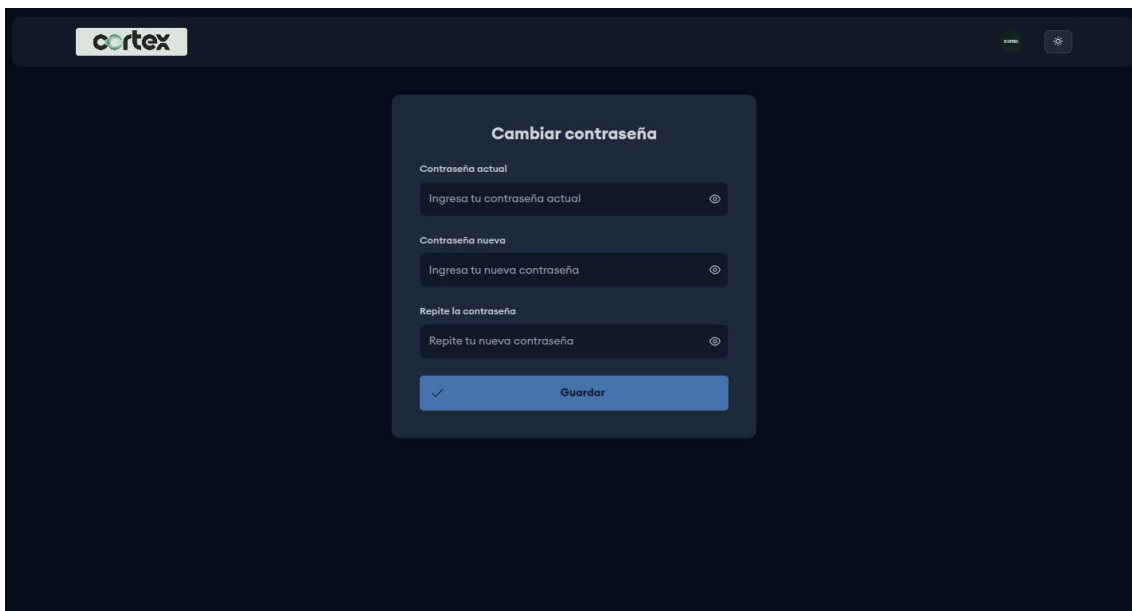 cortex
Cambiar contraseña
Contraseña actual
Ingresa tu contraseña actual
Contraseña nueva
Ingresa tu nueva contraseña
Repite la contraseña
Repite tu nueva contraseña
Guardar